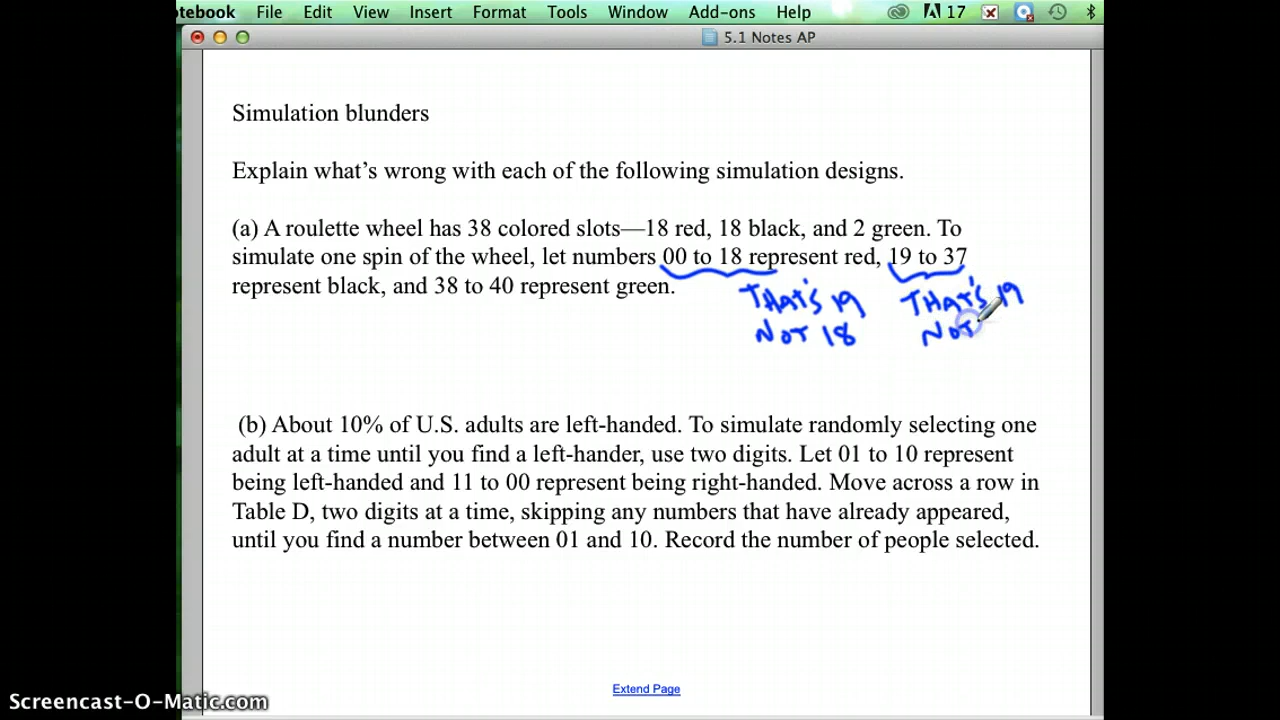 otebook File Edit View Insert Format Tools Window Add-ons Help 17
5.1 Notes AP
Simulation blunders
Explain what’s wrong with each of the following simulation designs.
(a) A roulette wheel has 38 colored slots—18 red, 18 black, and 2 green. To
simulate one spin of the wheel, let numbers 00 to 18 represent red, 19 to 37
represent black, and 38 to 40 represent green.
THAT'S 19
NOT 18
THAT'S 19
NOT
(b) About 10% of U.S. adults are left-handed. To simulate randomly selecting one
adult at a time until you find a left-hander, use two digits. Let 01 to 10 represent
being left-handed and 11 to 00 represent being right-handed. Move across a row in
Table D, two digits at a time, skipping any numbers that have already appeared,
until you find a number between 01 and 10. Record the number of people selected.
Extend Page
Screencast-O-Matic.com